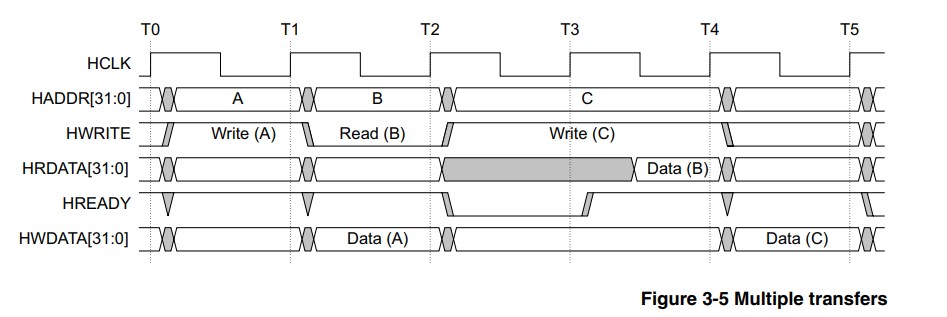 T0 T1 T2 T3 T4 T5
HCLK
HADDR[31:0] A B C
HWRITE Write (A) Read (B) Write (C)
HRDATA[31:0] Data (B)
HREADY
HWDATA[31:0] Data (A) Data (C)
Figure 3-5 Multiple transfers